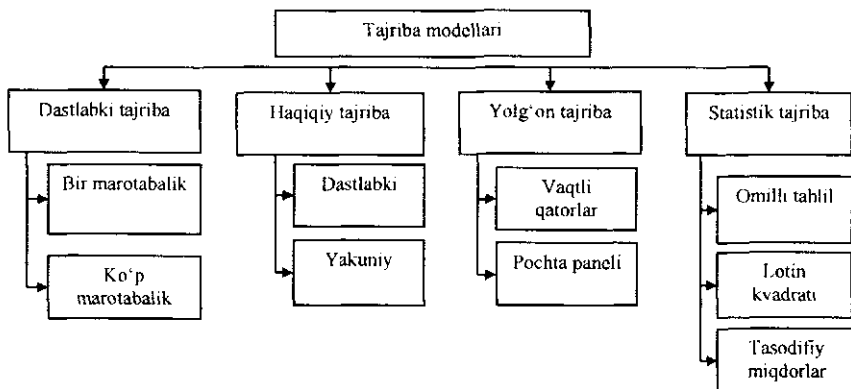 Tajriba modellari
Dastlabki tajriba
Bir marotabalik
Ko‘p
marotabalik
Haqiqiy tajriba
Dastlabki
Yakuniy
Yolg‘on tajriba
Vaqtli
qatorlar
Pochta paneli
Statistik tajriba
Omilli tahlil
Lotin
kvadrati
Tasodifiy
miqdorlar